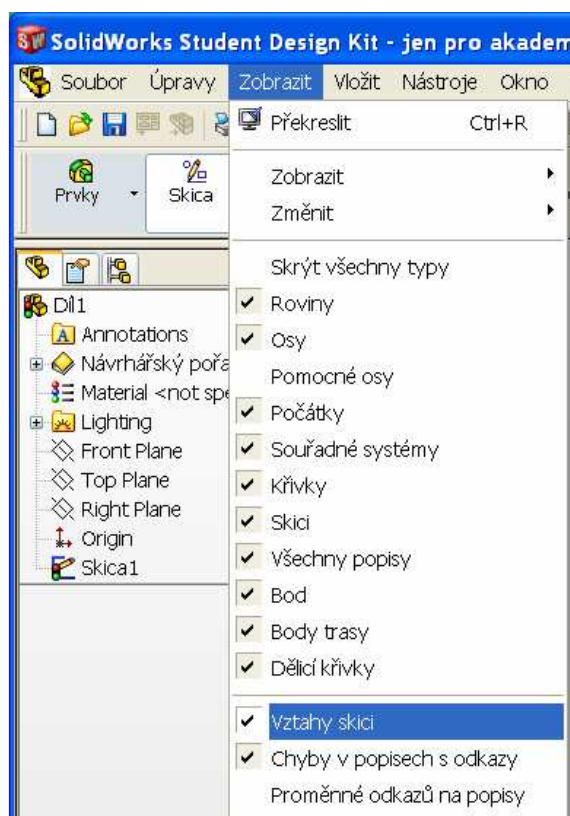 SolidWorks Student Design Kit - jen pro akadem
Soubor Úpravy Zobrazit Vložit Nástroje Okno
Prvky Skica
Překreslit Ctrl+R
Zobrazit
Změnit
Skrýt všechny typy
Roviny
Osy
Pomocné osy
Počátky
Souřadné systémy
Křivky
Skici
Všechny popisy
Bod
Body trasy
Dělicí křivky
Vztahy skici
Chyby v popisech s odkazy
Proměnné odkazů na popisy
Díl1
Annotations
Návrhářský pořa
Material <not spe
Lighting
Front Plane
Top Plane
Right Plane
Origin
Skica1